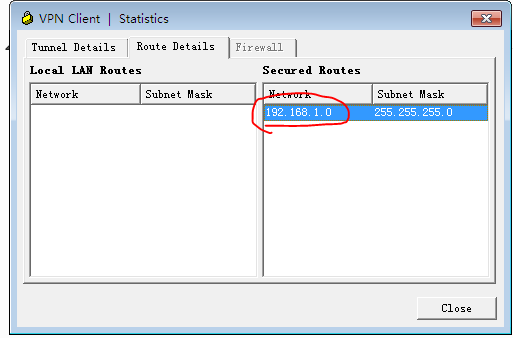 VPN Client | Statistics
Tunnel Details Route Details Firewall
Local LAN Routes Secured Routes
Network Subnet Mask Network Subnet Mask
192.168.1.0 255.255.255.0
Close